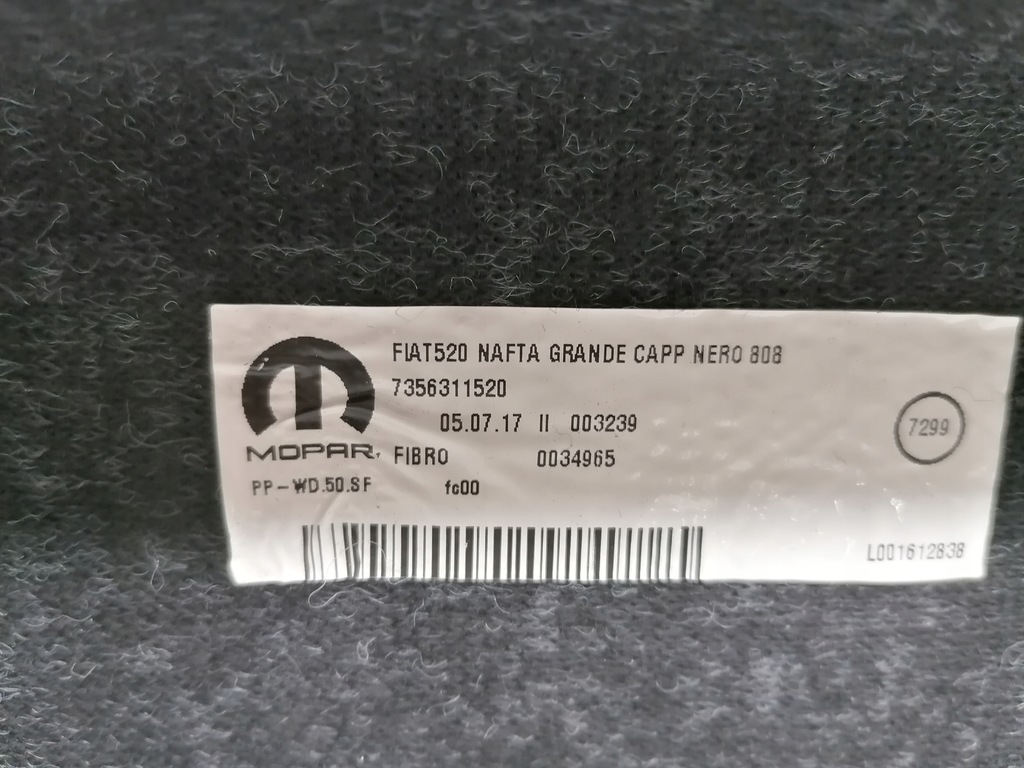 FIAT520 NAFTA GRANDE CAPP NERO 808
7356311520
05.07.17 II 003239
7299
MOPAR. FIBRO 0034965
PP-WD.50.SF fc00
L001612838